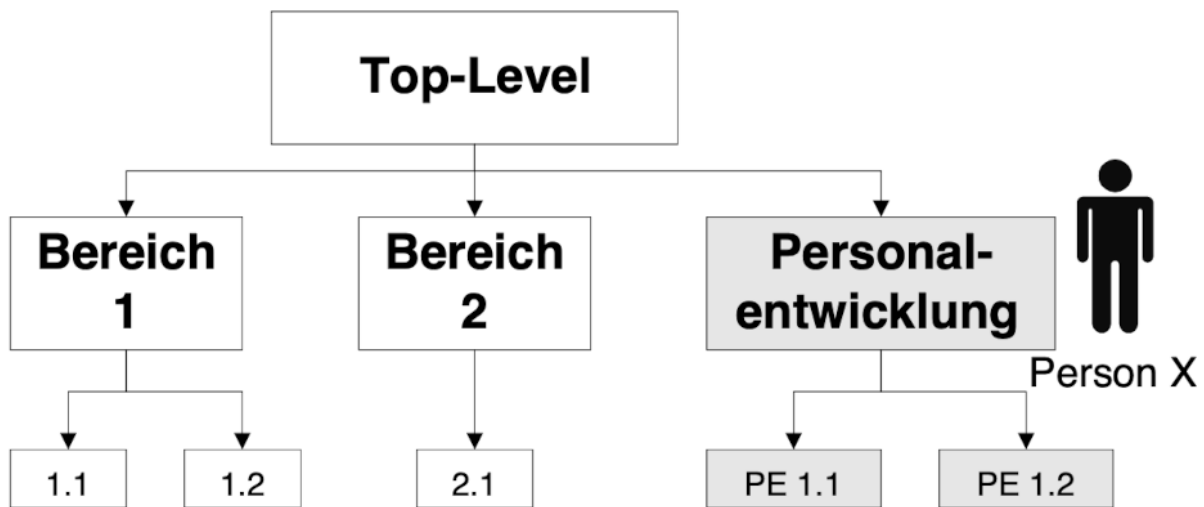 Top-Level
Bereich
1
Bereich
2
Personal-
entwicklung
Person X
1.1
1.2
2.1
PE 1.1
PE 1.2